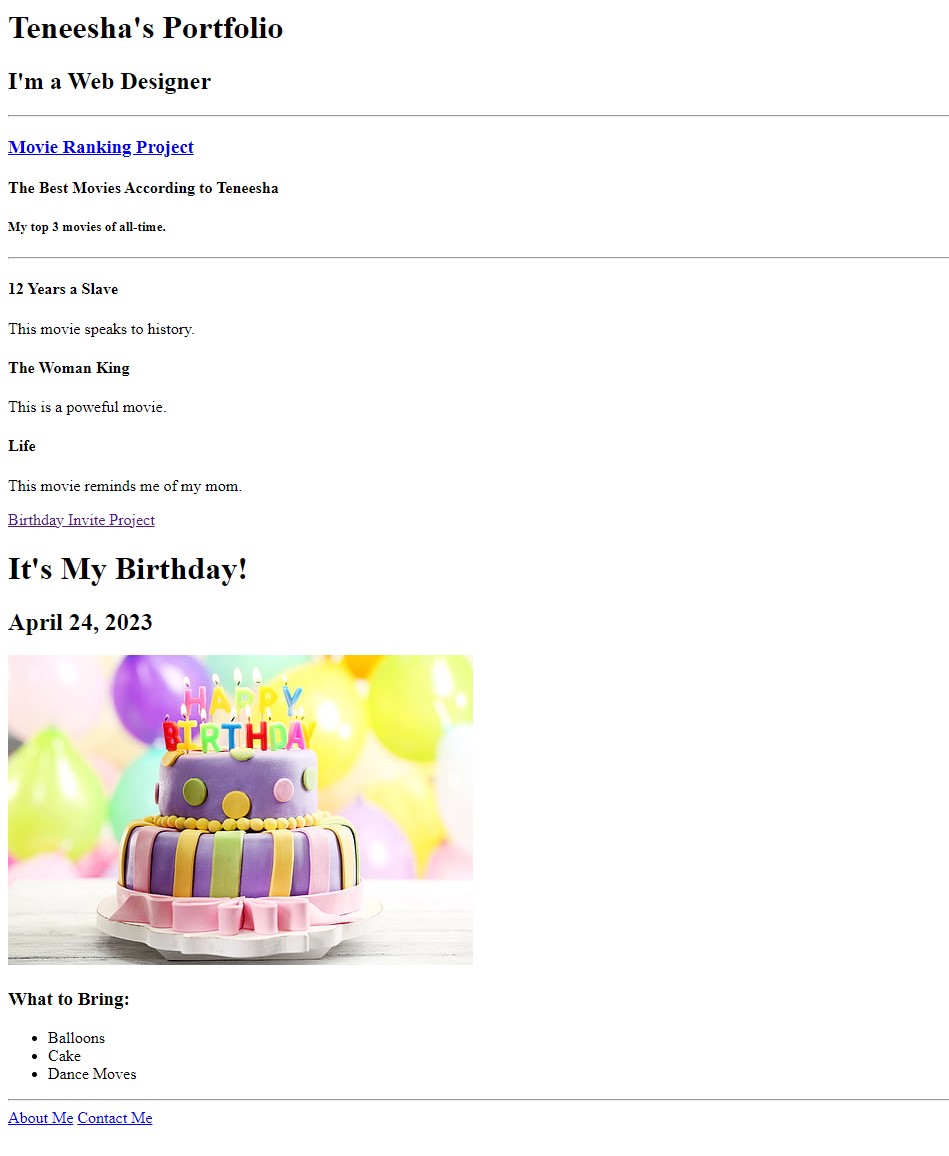 Teneesha's Portfolio
I'm a Web Designer
Movie Ranking Project
The Best Movies According to Teneesha
My top 3 movies of all-time.
12 Years a Slave
This movie speaks to history.
The Woman King
This is a poweful movie.
Life
This movie reminds me of my mom.
Birthday Invite Project
It's My Birthday!
April 24, 2023
HAPPY
BIRTHDAY
What to Bring:
Balloons
Cake
Dance Moves
About Me Contact Me